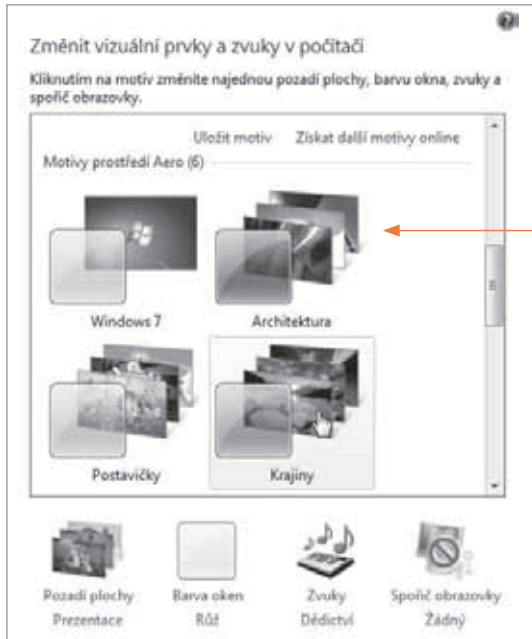 Změnit vizuální prvky a zvuky v počítači
Kliknutím na motiv změníte najednou pozadí plochy, barvu okna, zvuky a
spořič obrazovky.
Uložit motiv Získat další motivy online
Motivy prostředí Aero (6)
Windows 7 Architektura
Postavičky Krajiny
Pozadí plochy Barva oken Zvuky Spořič obrazovky
Prezentace Růž Dědictví Žádný